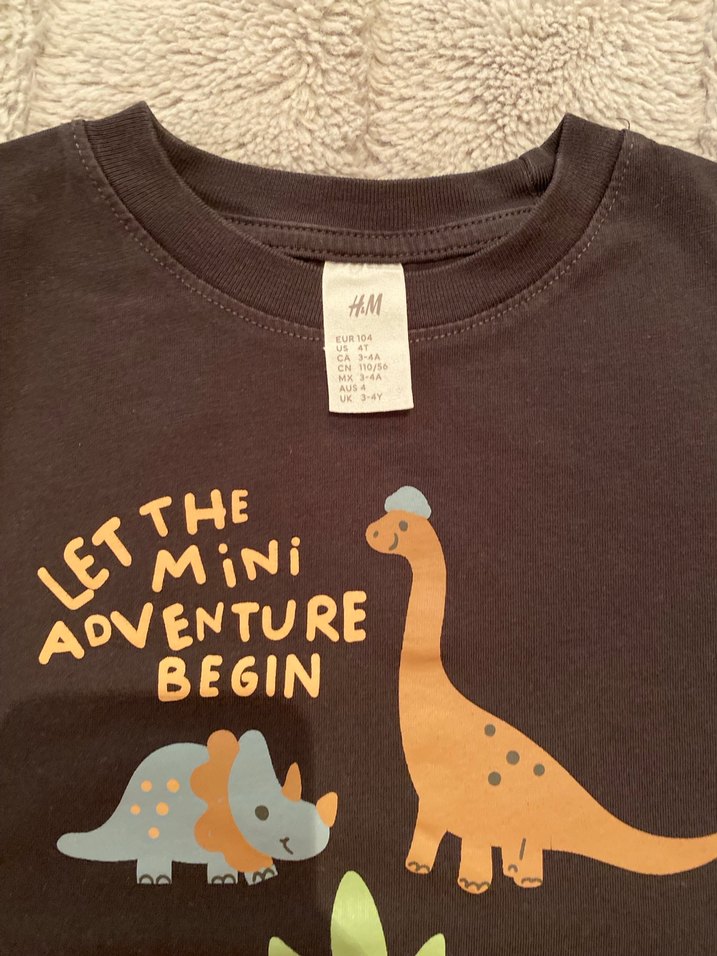 H&M
EUR 104
US 4T
CA 3-4A
CN 110/56
MX 3-4A
AUS 4
UK 3-4Y
LET THE
MiNi
ADVENTURE
BEGIN